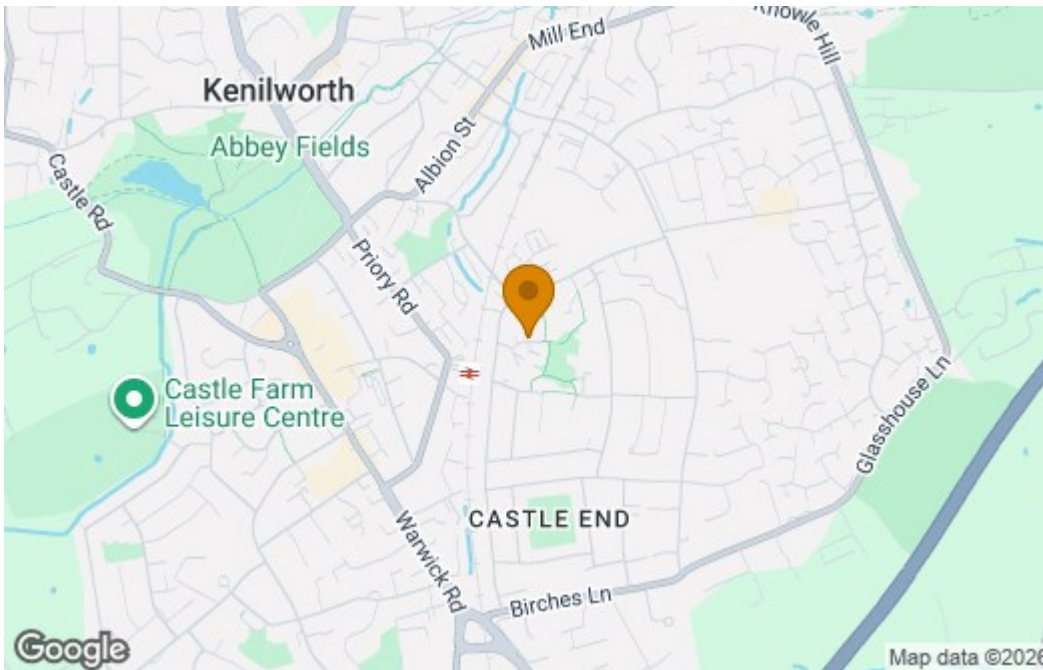 Knowle Hill
Mill End
Kenilworth
Abbey Fields
Albion St
Castle Rd
Priory Rd
Castle Farm
Leisure Centre
Glasshouse Ln
CASTLE END
Warwick Rd
Birches Ln
Google
Map data ©2026